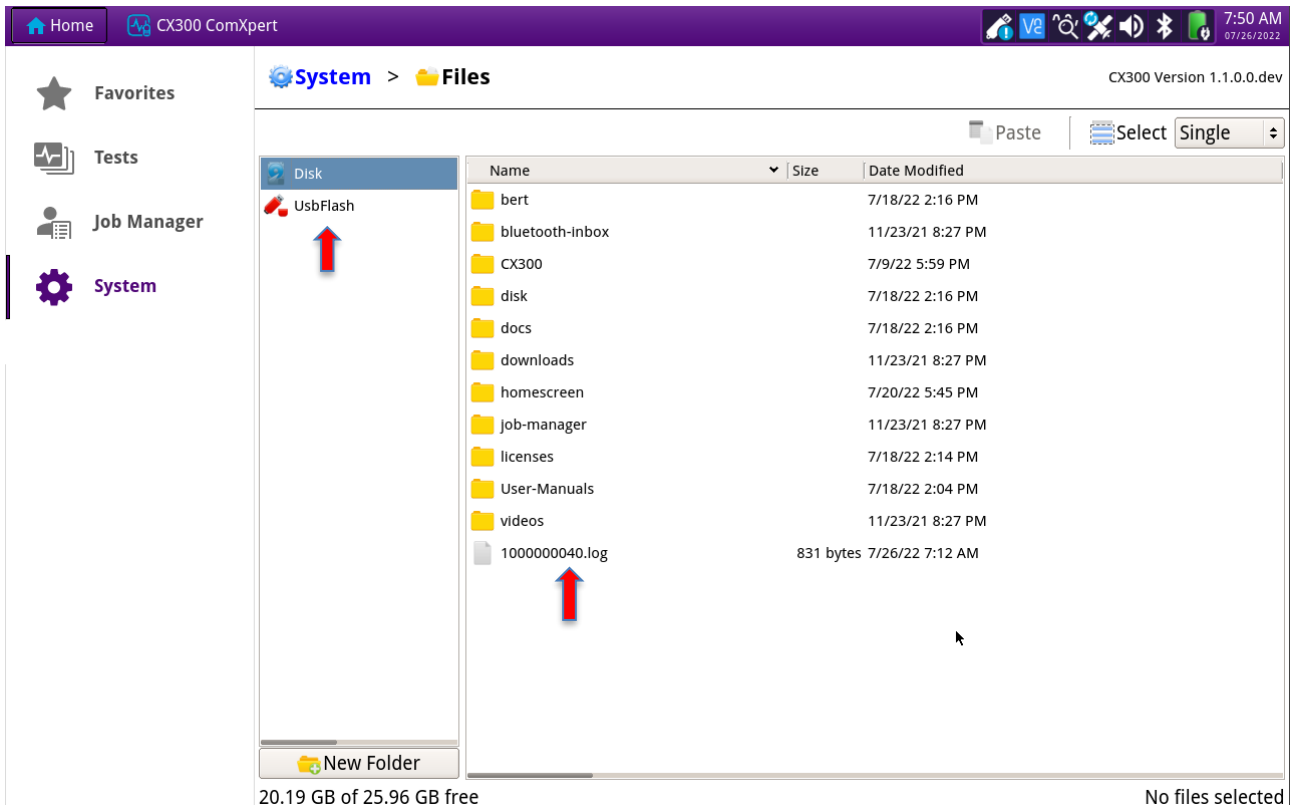 Home CX300 ComXpert 7:50 AM
07/26/2022
System > Files CX300 Version 1.1.0.0.dev
Favorites
Tests
Job Manager
System
Paste Select Single
Disk
UsbFlash
Name Size Date Modified
bert 7/18/22 2:16 PM
bluetooth-inbox 11/23/21 8:27 PM
CX300 7/9/22 5:59 PM
disk 7/18/22 2:16 PM
docs 7/18/22 2:16 PM
downloads 11/23/21 8:27 PM
homescreen 7/20/22 5:45 PM
job-manager 11/23/21 8:27 PM
licenses 7/18/22 2:14 PM
User-Manuals 7/18/22 2:04 PM
videos 11/23/21 8:27 PM
1000000040.log 831 bytes 7/26/22 7:12 AM
New Folder
20.19 GB of 25.96 GB free No files selected